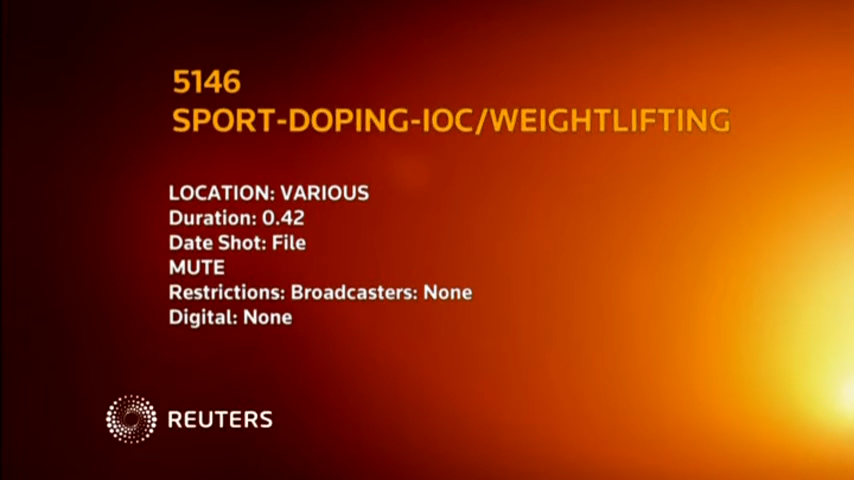 5146
SPORT-DOPING-IOC/WEIGHTLIFTING
LOCATION: VARIOUS
Duration: 0.42
Date Shot: File
MUTE
Restrictions: Broadcasters: None
Digital: None
REUTERS